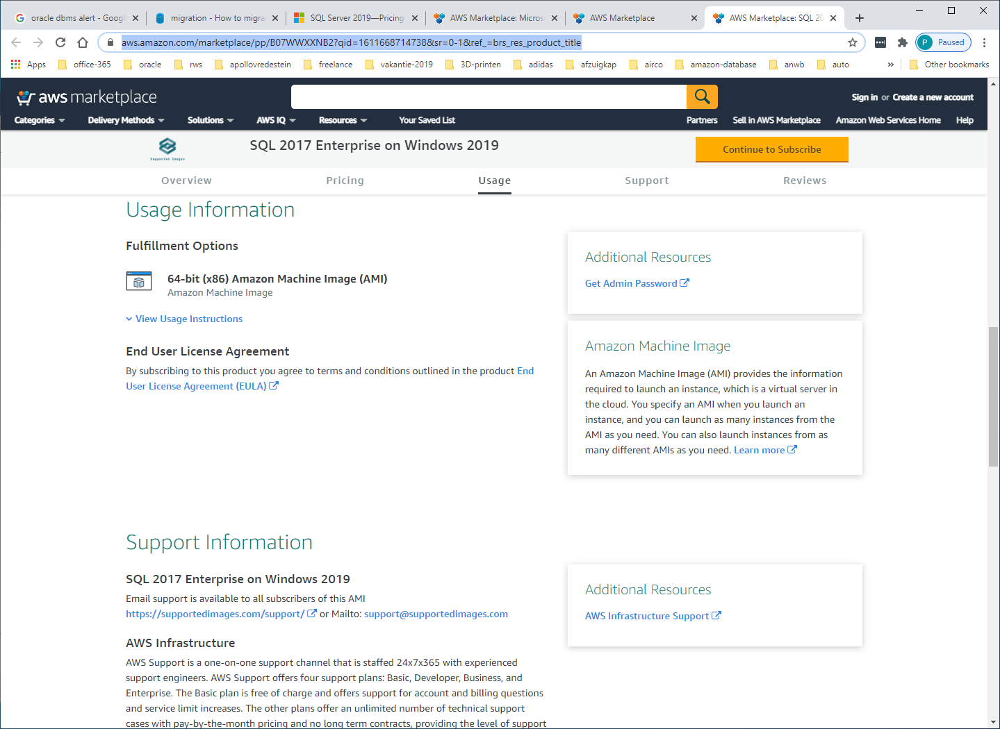 oracle dbms alert - Googl
migration - How to migra
SQL Server 2019—Pricing
AWS Marketplace: Micros
AWS Marketplace
AWS Marketplace: SQL 20
aws.amazon.com/marketplace/pp/B07WWXXNB2?qid=1611668714738&sr=0-1&ref_=brs_res_product_title
P Paused
Apps office-365 oracle rws apollovredestein freelance vakantie-2019 3D-printen adidas afzuigkap airco amazon-database anwb auto » Other bookmarks
aws marketplace
Sign in or Create a new account
Categories Delivery Methods Solutions AWS IQ Resources Your Saved List Partners Sell in AWS Marketplace Amazon Web Services Home Help
Supported Images
SQL 2017 Enterprise on Windows 2019
Continue to Subscribe
Overview Pricing Usage Support Reviews
Usage Information
Fulfillment Options
64-bit (x86) Amazon Machine Image (AMI)
Amazon Machine Image
View Usage Instructions
End User License Agreement
By subscribing to this product you agree to terms and conditions outlined in the product End
User License Agreement (EULA)
Additional Resources
Get Admin Password
Amazon Machine Image
An Amazon Machine Image (AMI) provides the information
required to launch an instance, which is a virtual server in
the cloud. You specify an AMI when you launch an
instance, and you can launch as many instances from the
AMI as you need. You can also launch instances from as
many different AMIs as you need. Learn more
Support Information
SQL 2017 Enterprise on Windows 2019
Email support is available to all subscribers of this AMI
https://supportedimages.com/support/ or Mailto: support@supportedimages.com
AWS Infrastructure
AWS Support is a one-on-one support channel that is staffed 24x7x365 with experienced
support engineers. AWS Support offers four support plans: Basic, Developer, Business, and
Enterprise. The Basic plan is free of charge and offers support for account and billing questions
and service limit increases. The other plans offer an unlimited number of technical support
cases with pay-by-the-month pricing and no long term contracts, providing the level of support
Additional Resources
AWS Infrastructure Support